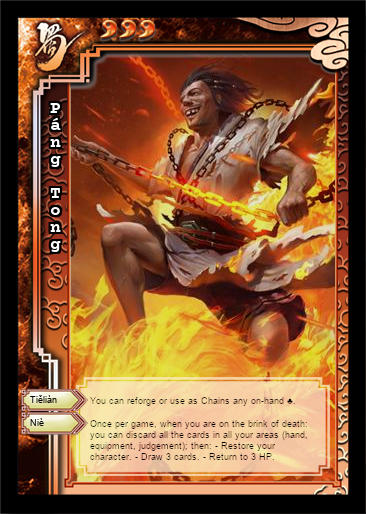 蜀
Páng Tong
Tiěliàn
You can reforge or use as Chains any on-hand ♣.
Niè
Once per game, when you are on the brink of death:
you can discard all the cards in all your areas (hand,
equipment, judgement); then: - Restore your
character. - Draw 3 cards. - Return to 3 HP.